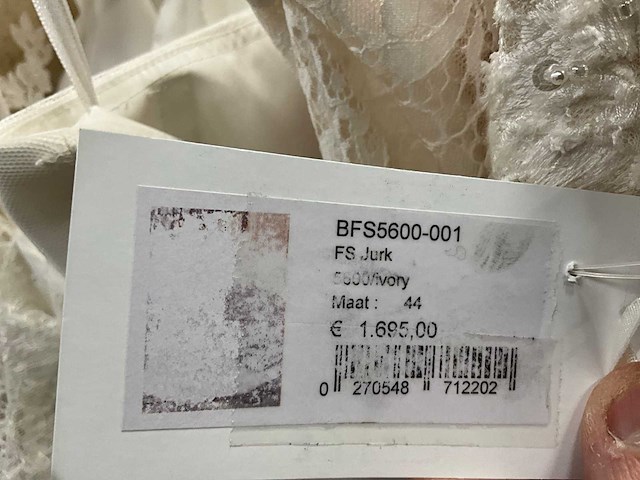 BFS5600-001
FS Jurk
5600/ivory
Maat : 44
€ 1.695,00
0 270548 712202